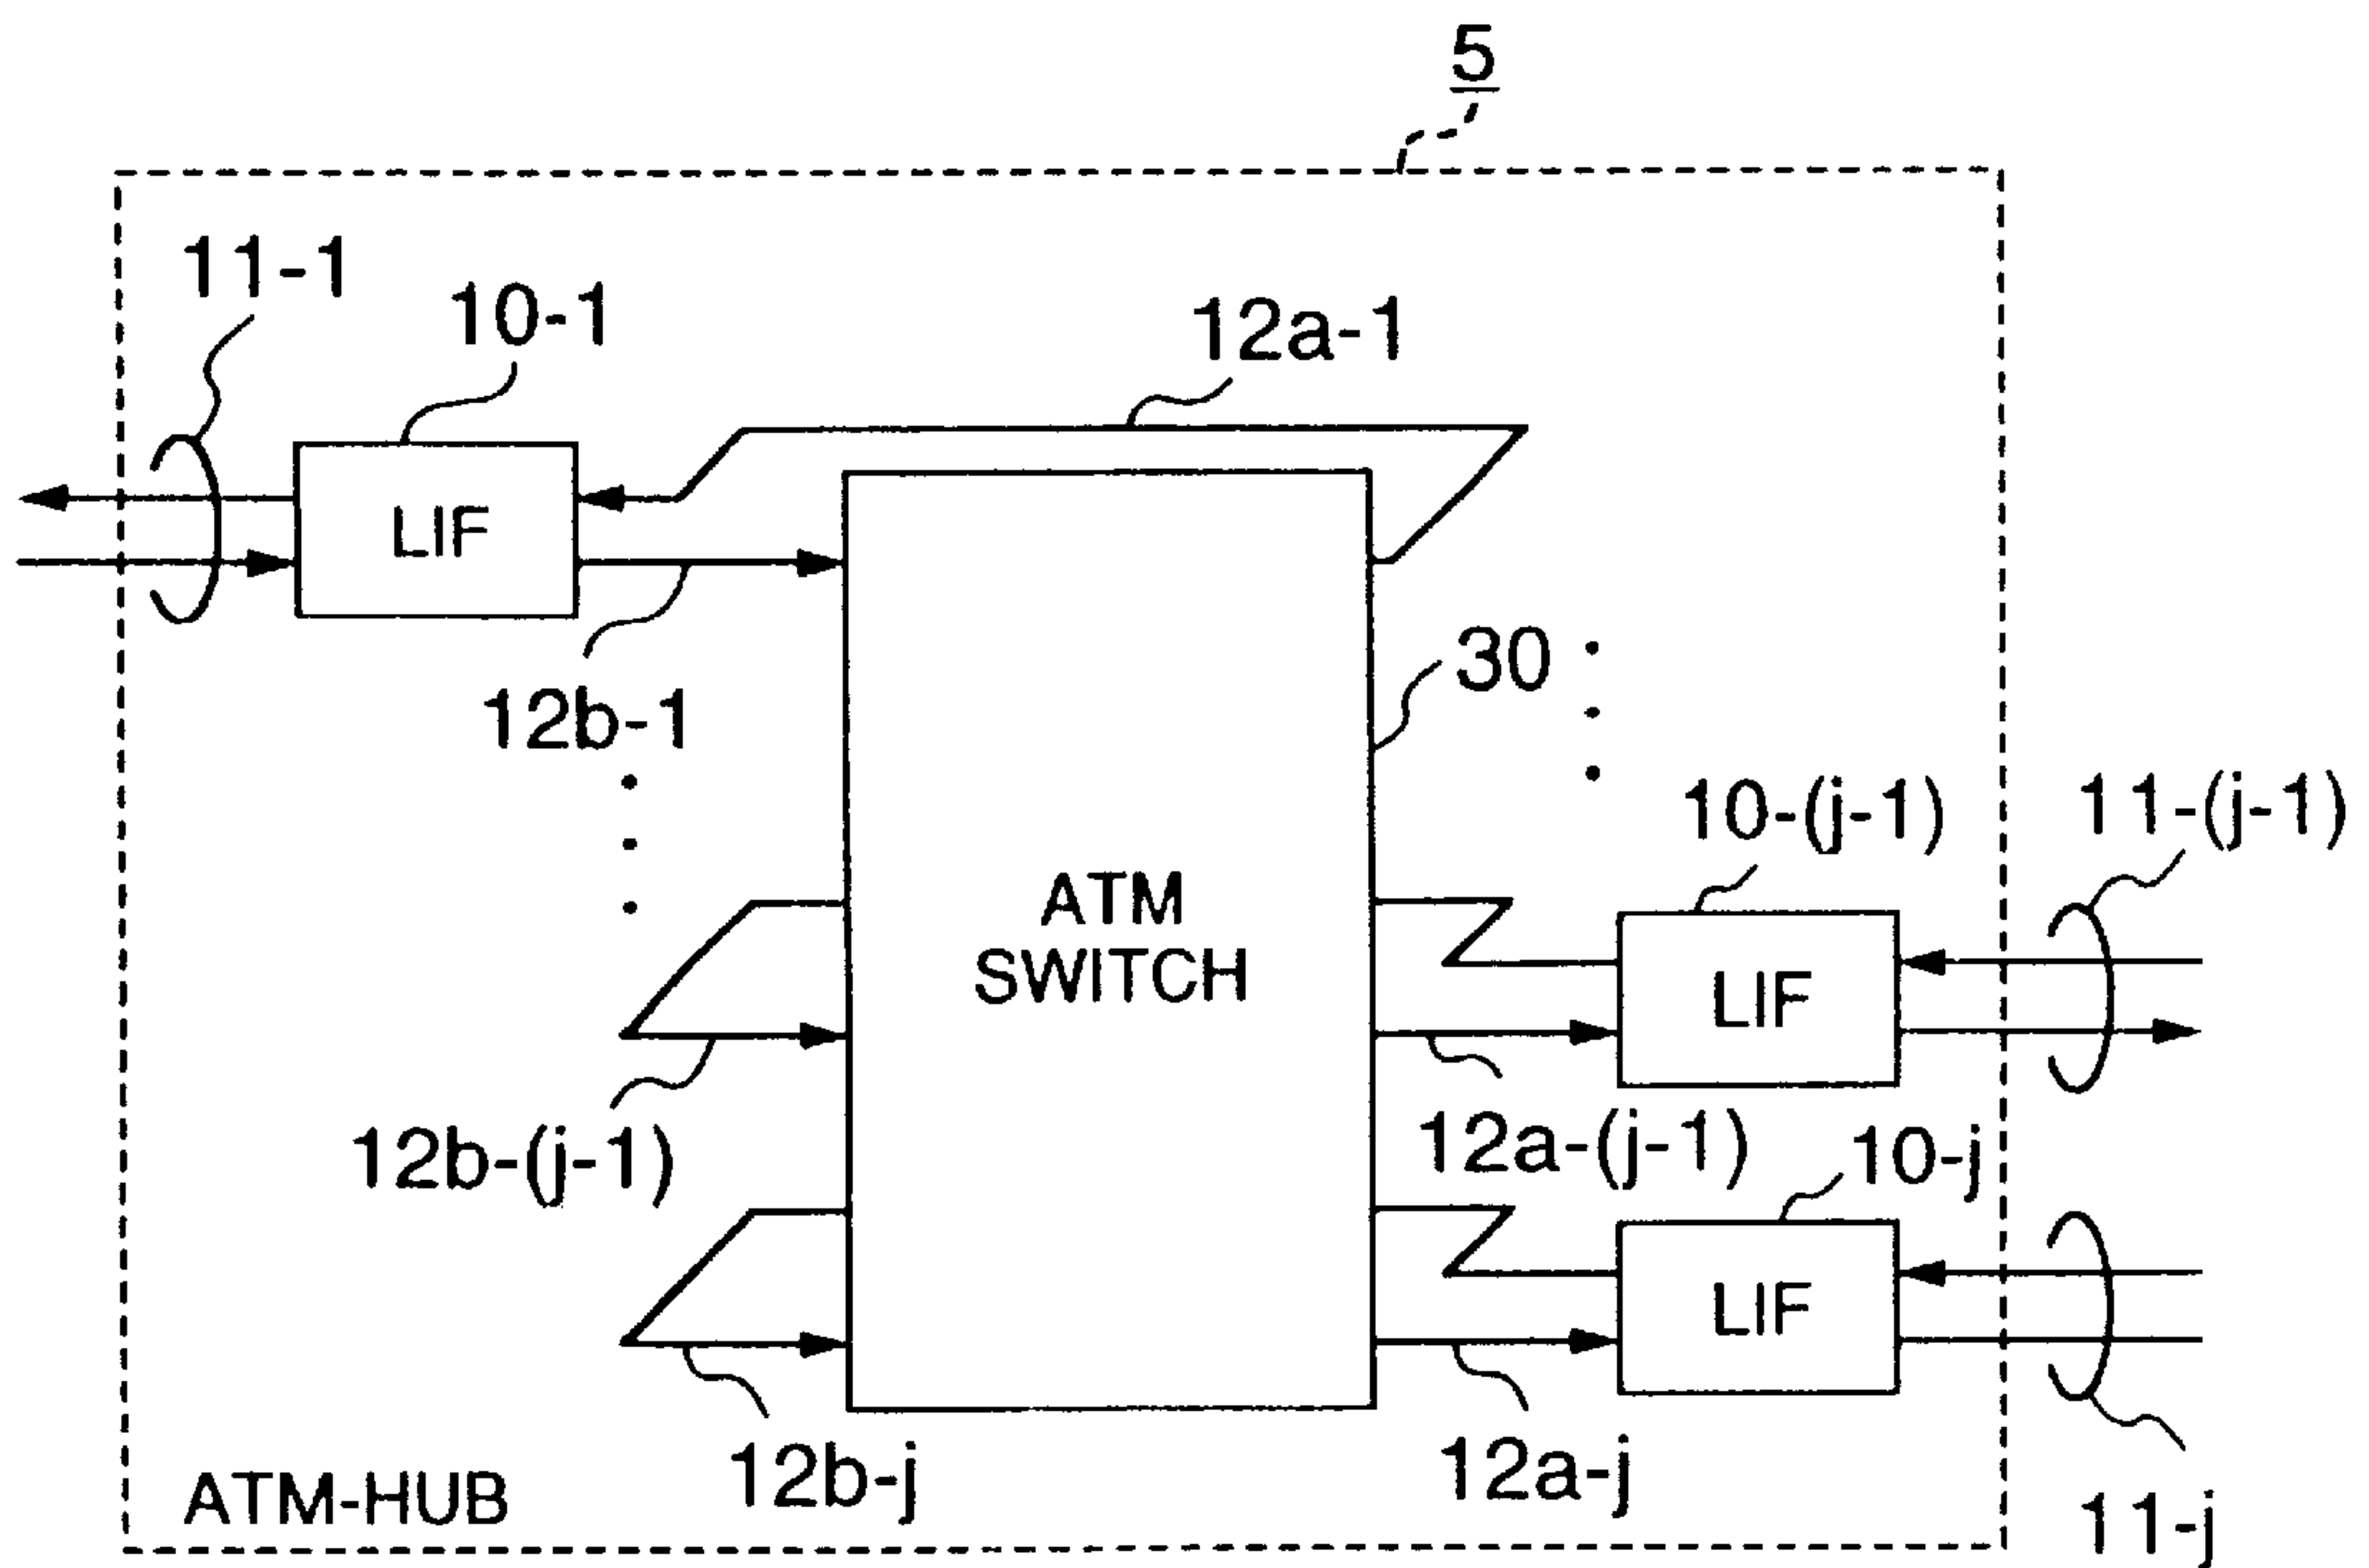 5
11-1
10-1
12a-1
LIF
12b-1
30
10-(j-1)
11-(j-1)
ATM
SWITCH
LIF
12b-(j-1)
12a-(j-1)
10-j
LIF
12b-j
12a-j
ATM-HUB
11-j